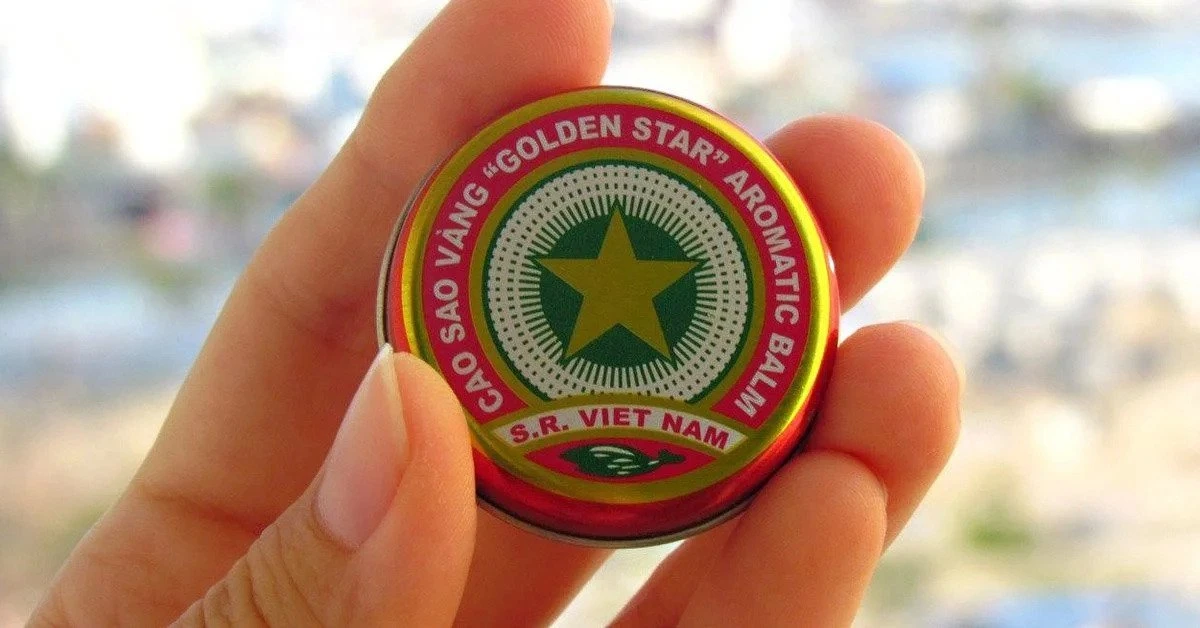 CAO SAO VÀNG “GOLDEN STAR” AROMATIC BALM
S.R. VIET NAM